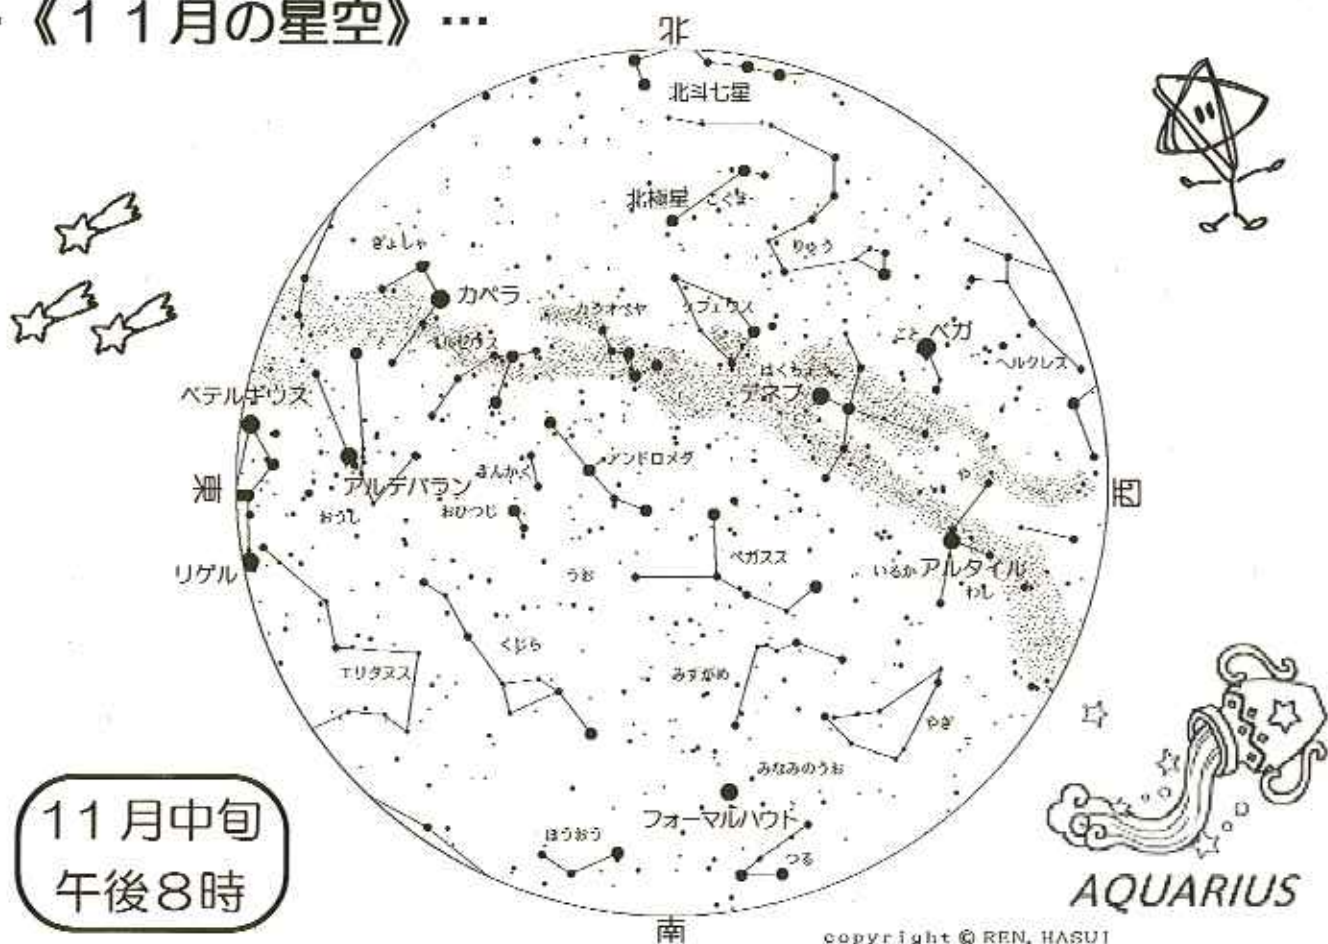 《１１月の星空》…
北
北斗七星
北極星
こぐま
ぎょしゃ
りゅう
カペラ
カシオペヤ
ケフェウス
ペルセウス
こと
ベガ
ヘルクレス
はくちょう
デネブ
ベテルギウス
アンドロメダ
さんかく
や
東
西
アルデバラン
おうし
おひつじ
ペガスス
リゲル
うお
いるか
アルタイル
わし
くじら
エリダヌス
みずがめ
やぎ
みなみのうお
フォーマルハウト
ほうおう
つる
南
11月中旬
午後８時
AQUARIUS
copyright © REN, HASUI